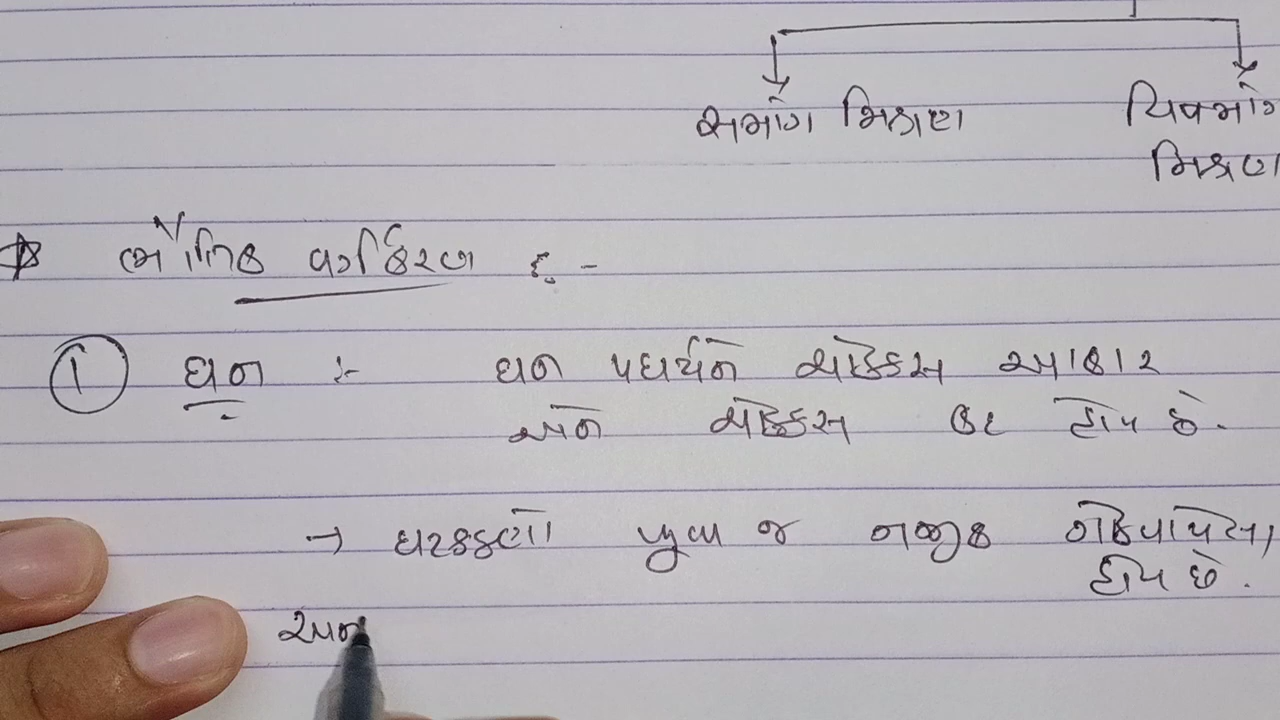 સમાંગ મિશ્રણ
વિષમાંગ
મિશ્રણ
ભૌતિક વર્ગીકરણ :-
① ઘન :- ઘન પદાર્થને ચોક્કસ આકાર
અને ચોક્કસ કદ હોય છે.
→ ઘટકકણો ખુબ જ નજીક ગોઠવાયેલા
હોય છે.
અન